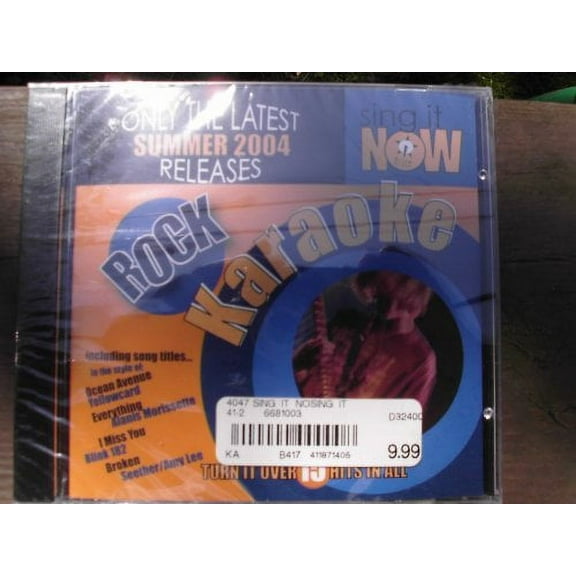 ONLY THE LATEST
SUMMER 2004
RELEASES
sing it
NOW
ROCK
Karaoke
including song titles...
in the style of:
Ocean Avenue
Yellowcard
Everything
Alanis Morissette
I Miss You
Blink 182
Broken
Seether/Amy Lee
4047 SING IT NOSING IT
41-2 6681003 D32400
KA B417 411871405 9.99
TURN IT OVER 15 HITS IN ALL